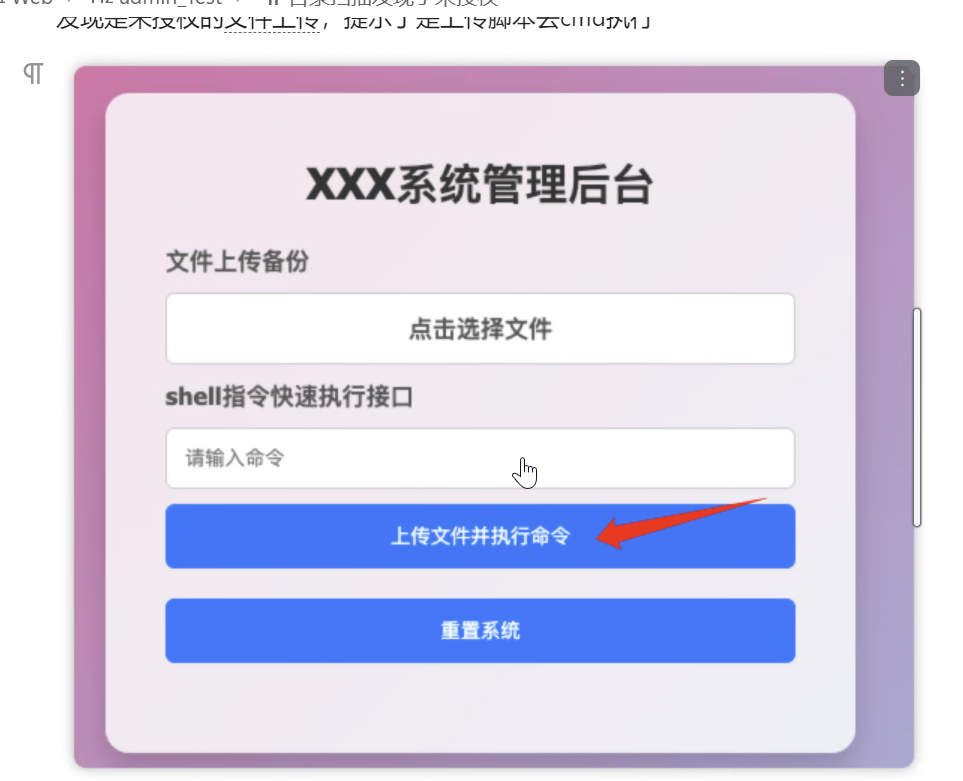 Web > H2 admin_Test >
发现是未授权的文件上传，提示了是上传脚本会cmd执行
XXX系统管理后台
文件上传备份
点击选择文件
shell指令快速执行接口
请输入命令
上传文件并执行命令
重置系统